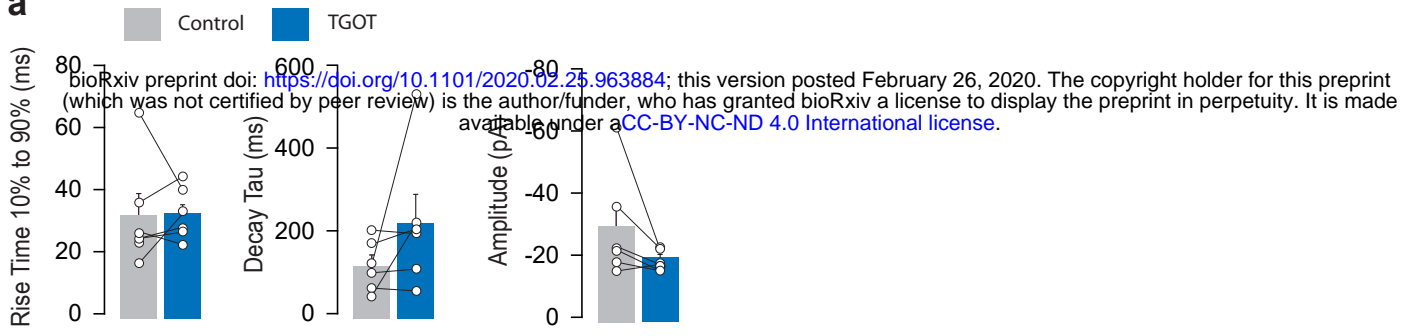 a
Control
TGOT
bioRxiv preprint doi: https://doi.org/10.1101/2020.02.25.963884; this version posted February 26, 2020. The copyright holder for this preprint
(which was not certified by peer review) is the author/funder, who has granted bioRxiv a license to display the preprint in perpetuity. It is made
available under aCC-BY-NC-ND 4.0 International license.
Rise Time 10% to 90% (ms)
80
60
40
20
0
Decay Tau (ms)
600
400
200
0
Amplitude (pA)
-80
-60
-40
-20
0